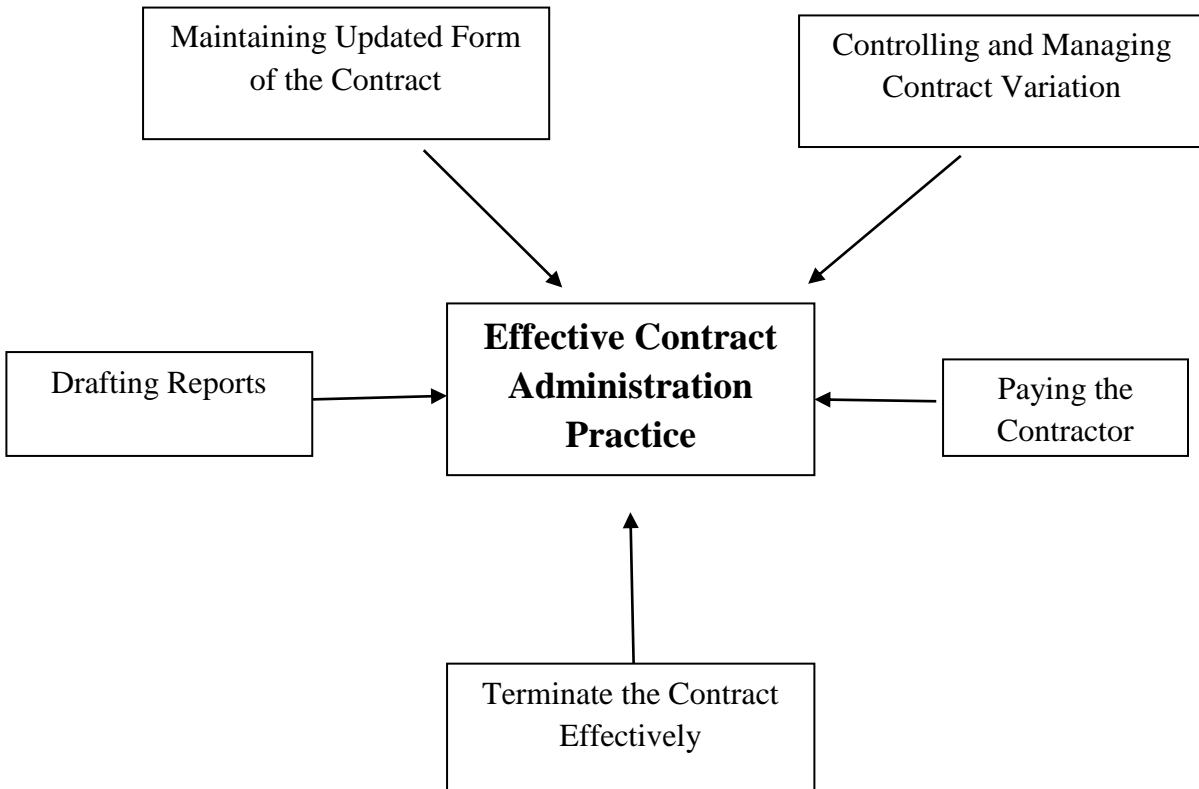 Maintaining Updated Form
of the Contract
Controlling and Managing
Contract Variation
Effective Contract
Administration
Practice
Drafting Reports
Paying the
Contractor
Terminate the Contract
Effectively